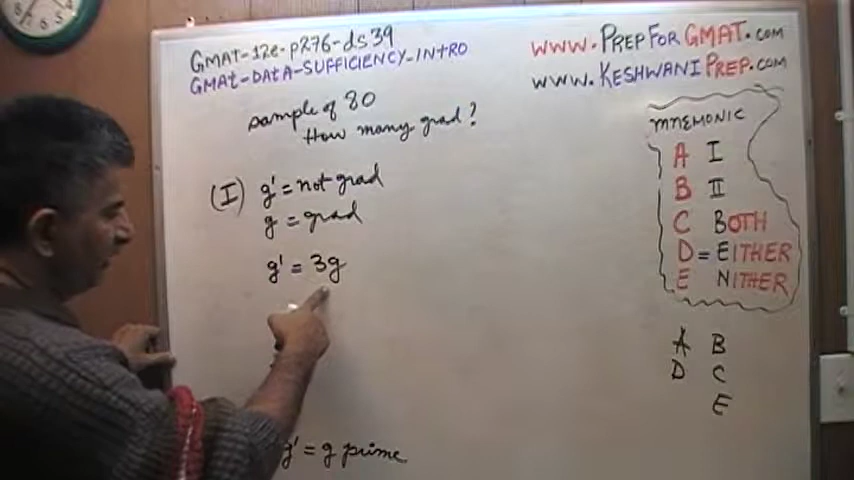 GMAT-12e-p276-ds39
GMAT-DATA-SUFFICIENCY-INTRO
www.PREPFORGMAT.com
www.KESHWANIPREP.com
sample of 80
How many grad?
(I) g' = not grad
g = grad
g' = 3g
g' = g prime
MNEMONIC
A I
B II
C BOTH
D = EITHER
E NITHER
A B
D C
E